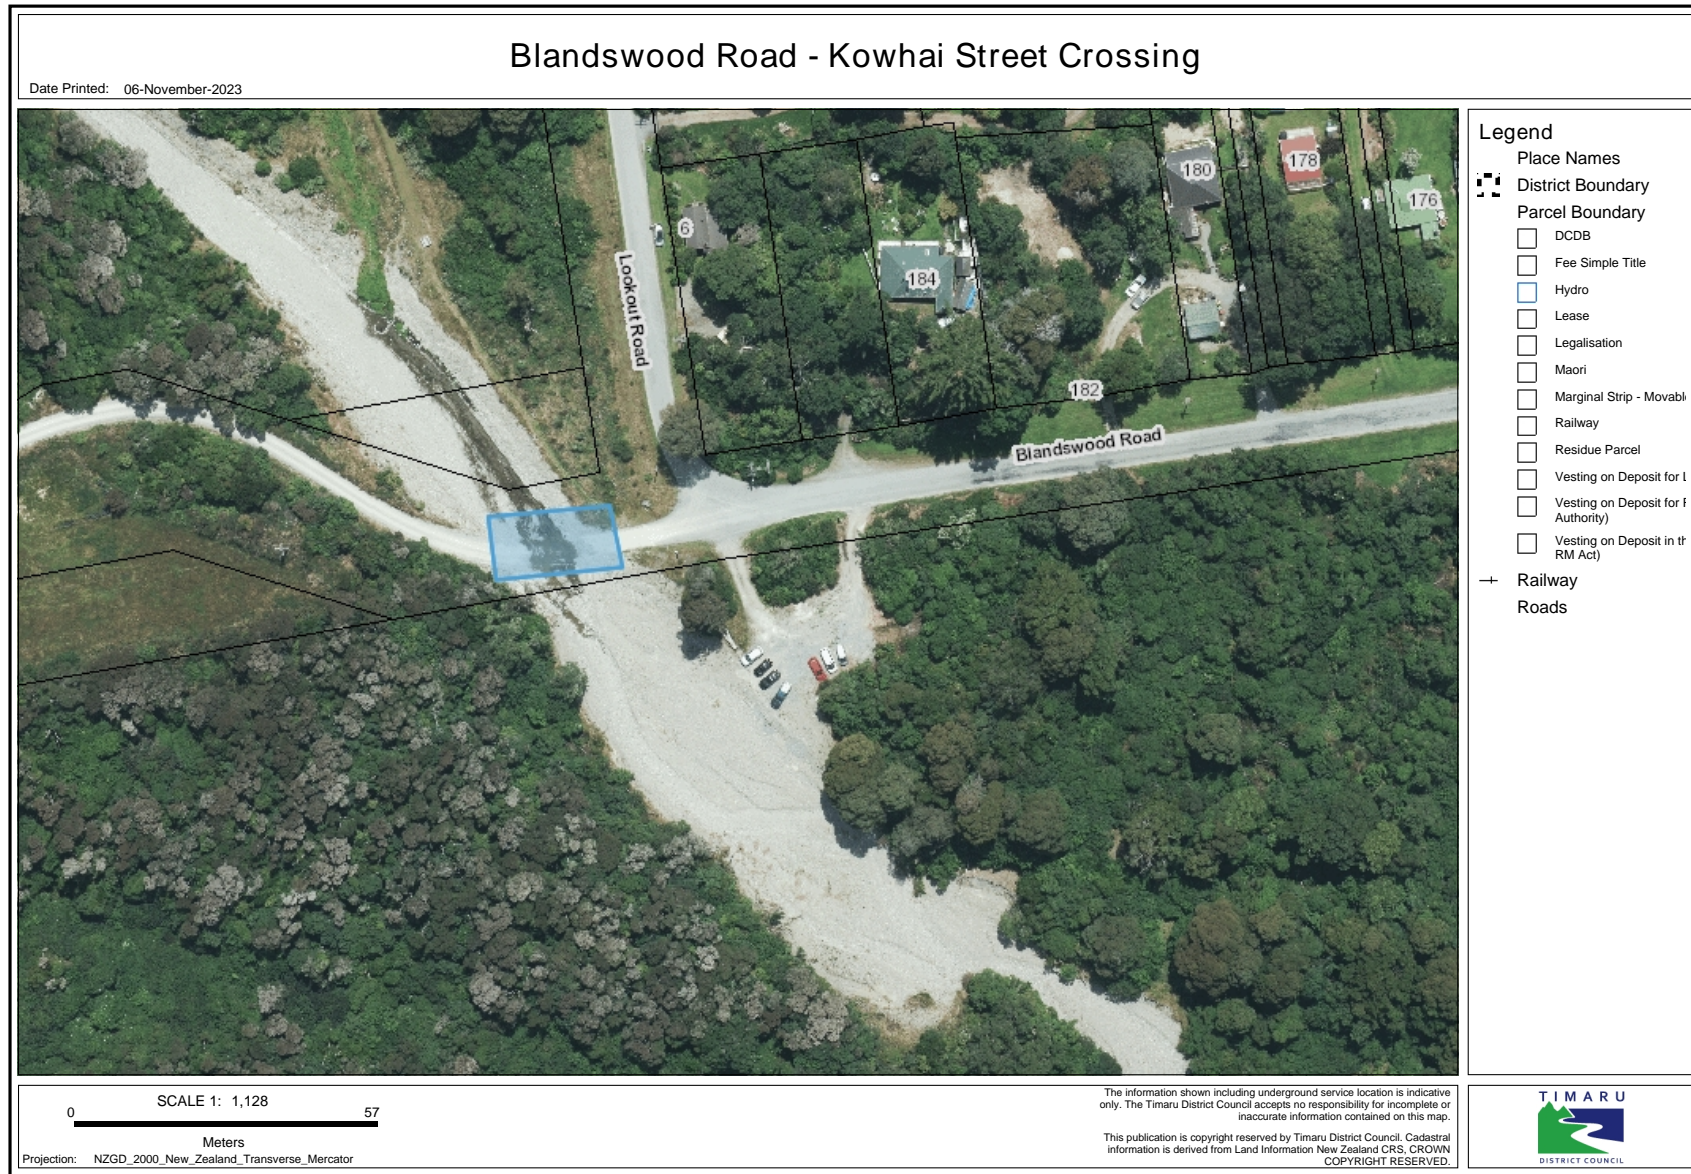 Blandswood Road - Kowhai Street Crossing
Date Printed: 06-November-2023
180
178
176
6
184
Lookout Road
182
Blandswood Road
Legend
Place Names
District Boundary
Parcel Boundary
DCDB
Fee Simple Title
Hydro
Lease
Legalisation
Maori
Marginal Strip - Movabl
Railway
Residue Parcel
Vesting on Deposit for
Vesting on Deposit for
Authority)
Vesting on Deposit in
RM Act)
Railway
Roads
SCALE 1: 1,128
0 57
Meters
Projection: NZGD_2000_New_Zealand_Transverse_Mercator
The information shown including underground service location is indicative
only. The Timaru District Council accepts no responsibility for incomplete or
inaccurate information contained on this map.
This publication is copyright reserved by Timaru District Council. Cadastral
information is derived from Land Information New Zealand CRS, CROWN
COPYRIGHT RESERVED.
TIMARU
DISTRICT COUNCIL